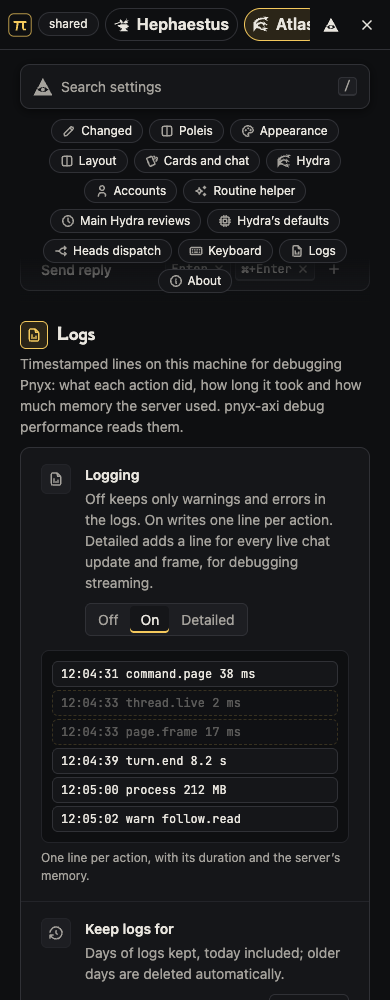 π shared Hephaestus Atlas
Search settings /
Changed Poleis Appearance
Layout Cards and chat Hydra
Accounts Routine helper
Main Hydra reviews Hydra's defaults
Heads dispatch Keyboard Logs
Send reply Enter × ⌘+Enter × +
About
Logs
Timestamped lines on this machine for debugging
Pnyx: what each action did, how long it took and how
much memory the server used. pnyx-axi debug
performance reads them.
Logging
Off keeps only warnings and errors in
the logs. On writes one line per action.
Detailed adds a line for every live chat
update and frame, for debugging
streaming.
Off On Detailed
12:04:31 command.page 38 ms
12:04:33 thread.live 2 ms
12:04:33 page.frame 17 ms
12:04:39 turn.end 8.2 s
12:05:00 process 212 MB
12:05:02 warn follow.read
One line per action, with its duration and the server's
memory.
Keep logs for
Days of logs kept, today included; older
days are deleted automatically.